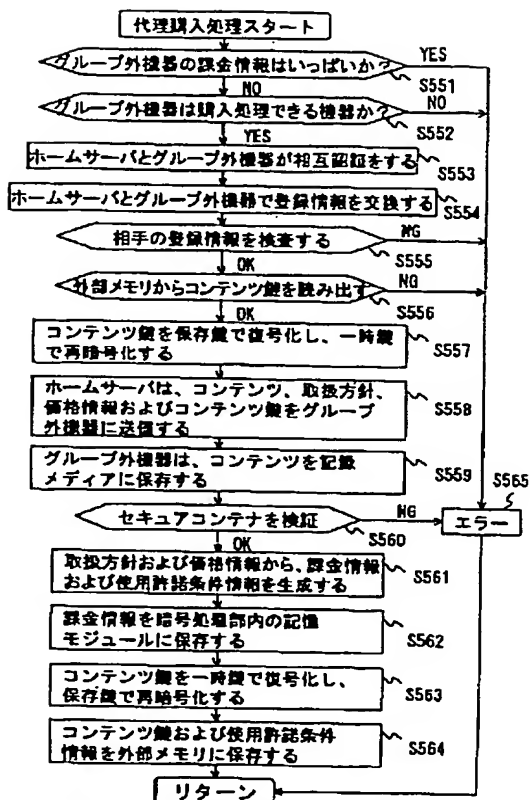 代理購入処理スタート
グループ外機器の課金情報はいっぱいか?
YES
S551
NO
グループ外機器は購入処理できる機器か?
NO
S552
YES
ホームサーバとグループ外機器が相互認証をする
S553
ホームサーバとグループ外機器で登録情報を交換する
S554
相手の登録情報を検査する
NG
S555
OK
外部メモリからコンテンツ鍵を読み出す
NG
S556
OK
コンテンツ鍵を保存鍵で復号化し、一時鍵
で再暗号化する
S557
ホームサーバは、コンテンツ、取扱方針、
価格情報およびコンテンツ鍵をグループ
外機器に送信する
S558
グループ外機器は、コンテンツを記録
メディアに保存する
S559
S565
セキュアコンテナを検証
NG
エラー
S560
OK
取扱方針および価格情報から、課金情報
および使用許諾条件情報を生成する
S561
課金情報を暗号処理部内の記憶
モジュールに保存する
S562
コンテンツ鍵を一時鍵で復号化し、
保存鍵で再暗号化する
S563
コンテンツ鍵および使用許諾条件
情報を外部メモリに保存する
S564
リターン